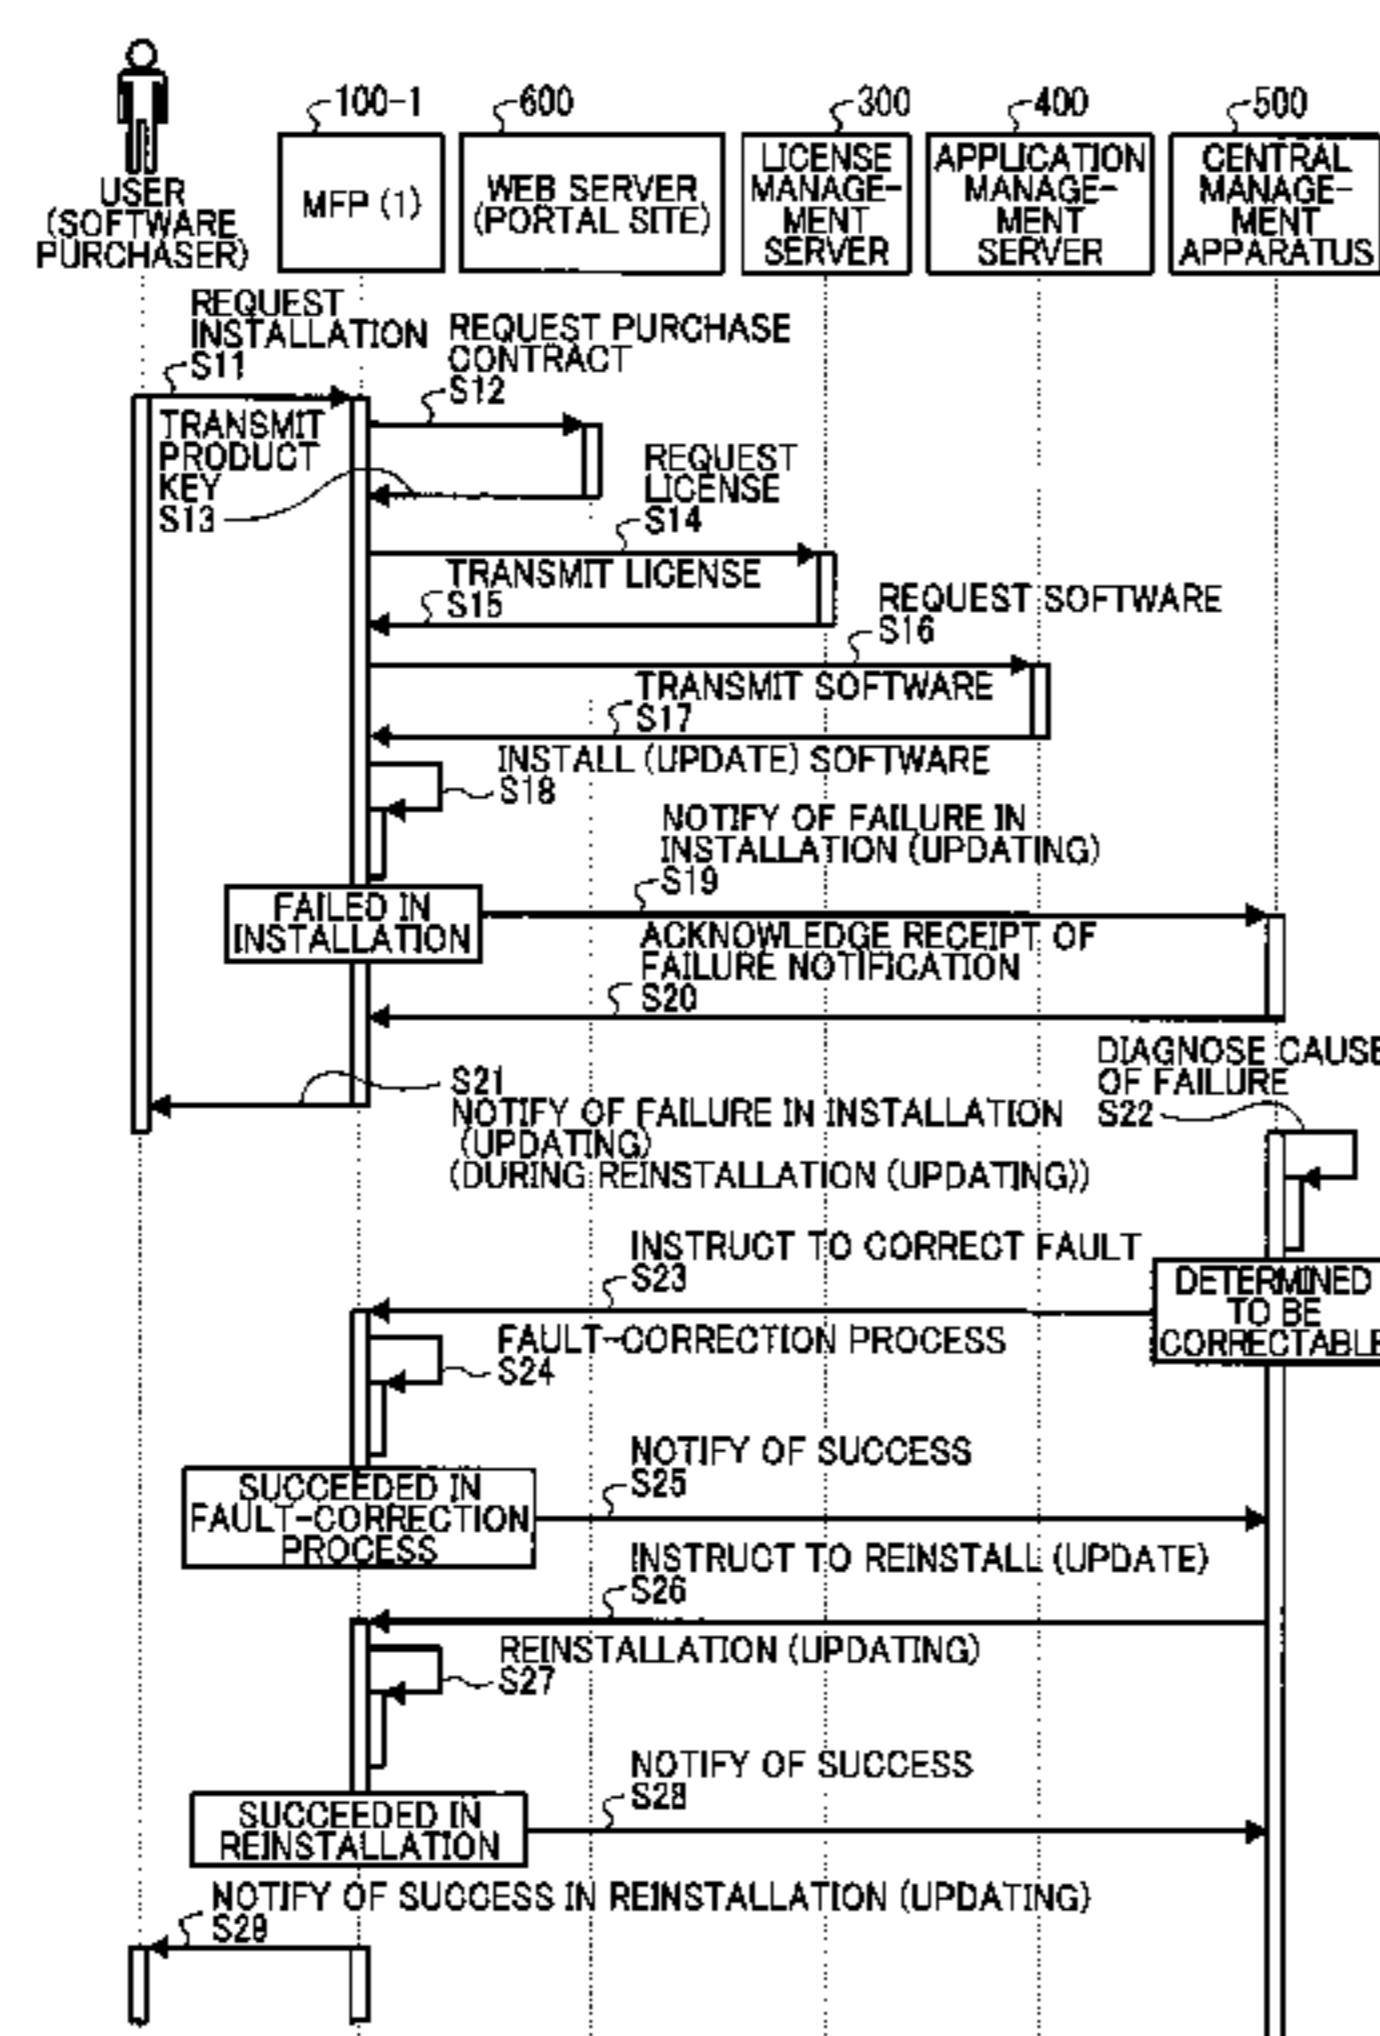 100-1
600
300
400
500
USER
(SOFTWARE
PURCHASER)
MFP (1)
WEB SERVER
(PORTAL SITE)
LICENSE
MANAGE-
MENT
SERVER
APPLICATION
MANAGE-
MENT
SERVER
CENTRAL
MANAGE-
MENT
APPARATUS
REQUEST
INSTALLATION
S11
REQUEST PURCHASE
CONTRACT
S12
TRANSMIT
PRODUCT
KEY
S13
REQUEST
LICENSE
S14
TRANSMIT LICENSE
S15
REQUEST SOFTWARE
S16
TRANSMIT SOFTWARE
S17
INSTALL (UPDATE) SOFTWARE
S18
NOTIFY OF FAILURE IN
INSTALLATION (UPDATING)
S19
FAILED IN
INSTALLATION
ACKNOWLEDGE RECEIPT OF
FAILURE NOTIFICATION
S20
S21
NOTIFY OF FAILURE IN INSTALLATION
(UPDATING)
(DURING REINSTALLATION (UPDATING))
DIAGNOSE CAUSE
OF FAILURE
S22
INSTRUCT TO CORRECT FAULT
S23
DETERMINED
TO BE
CORRECTABLE
FAULT-CORRECTION PROCESS
S24
NOTIFY OF SUCCESS
S25
SUCCEEDED IN
FAULT-CORRECTION
PROCESS
INSTRUCT TO REINSTALL (UPDATE)
S26
REINSTALLATION (UPDATING)
S27
NOTIFY OF SUCCESS
S28
SUCCEEDED IN
REINSTALLATION
NOTIFY OF SUCCESS IN REINSTALLATION (UPDATING)
S29